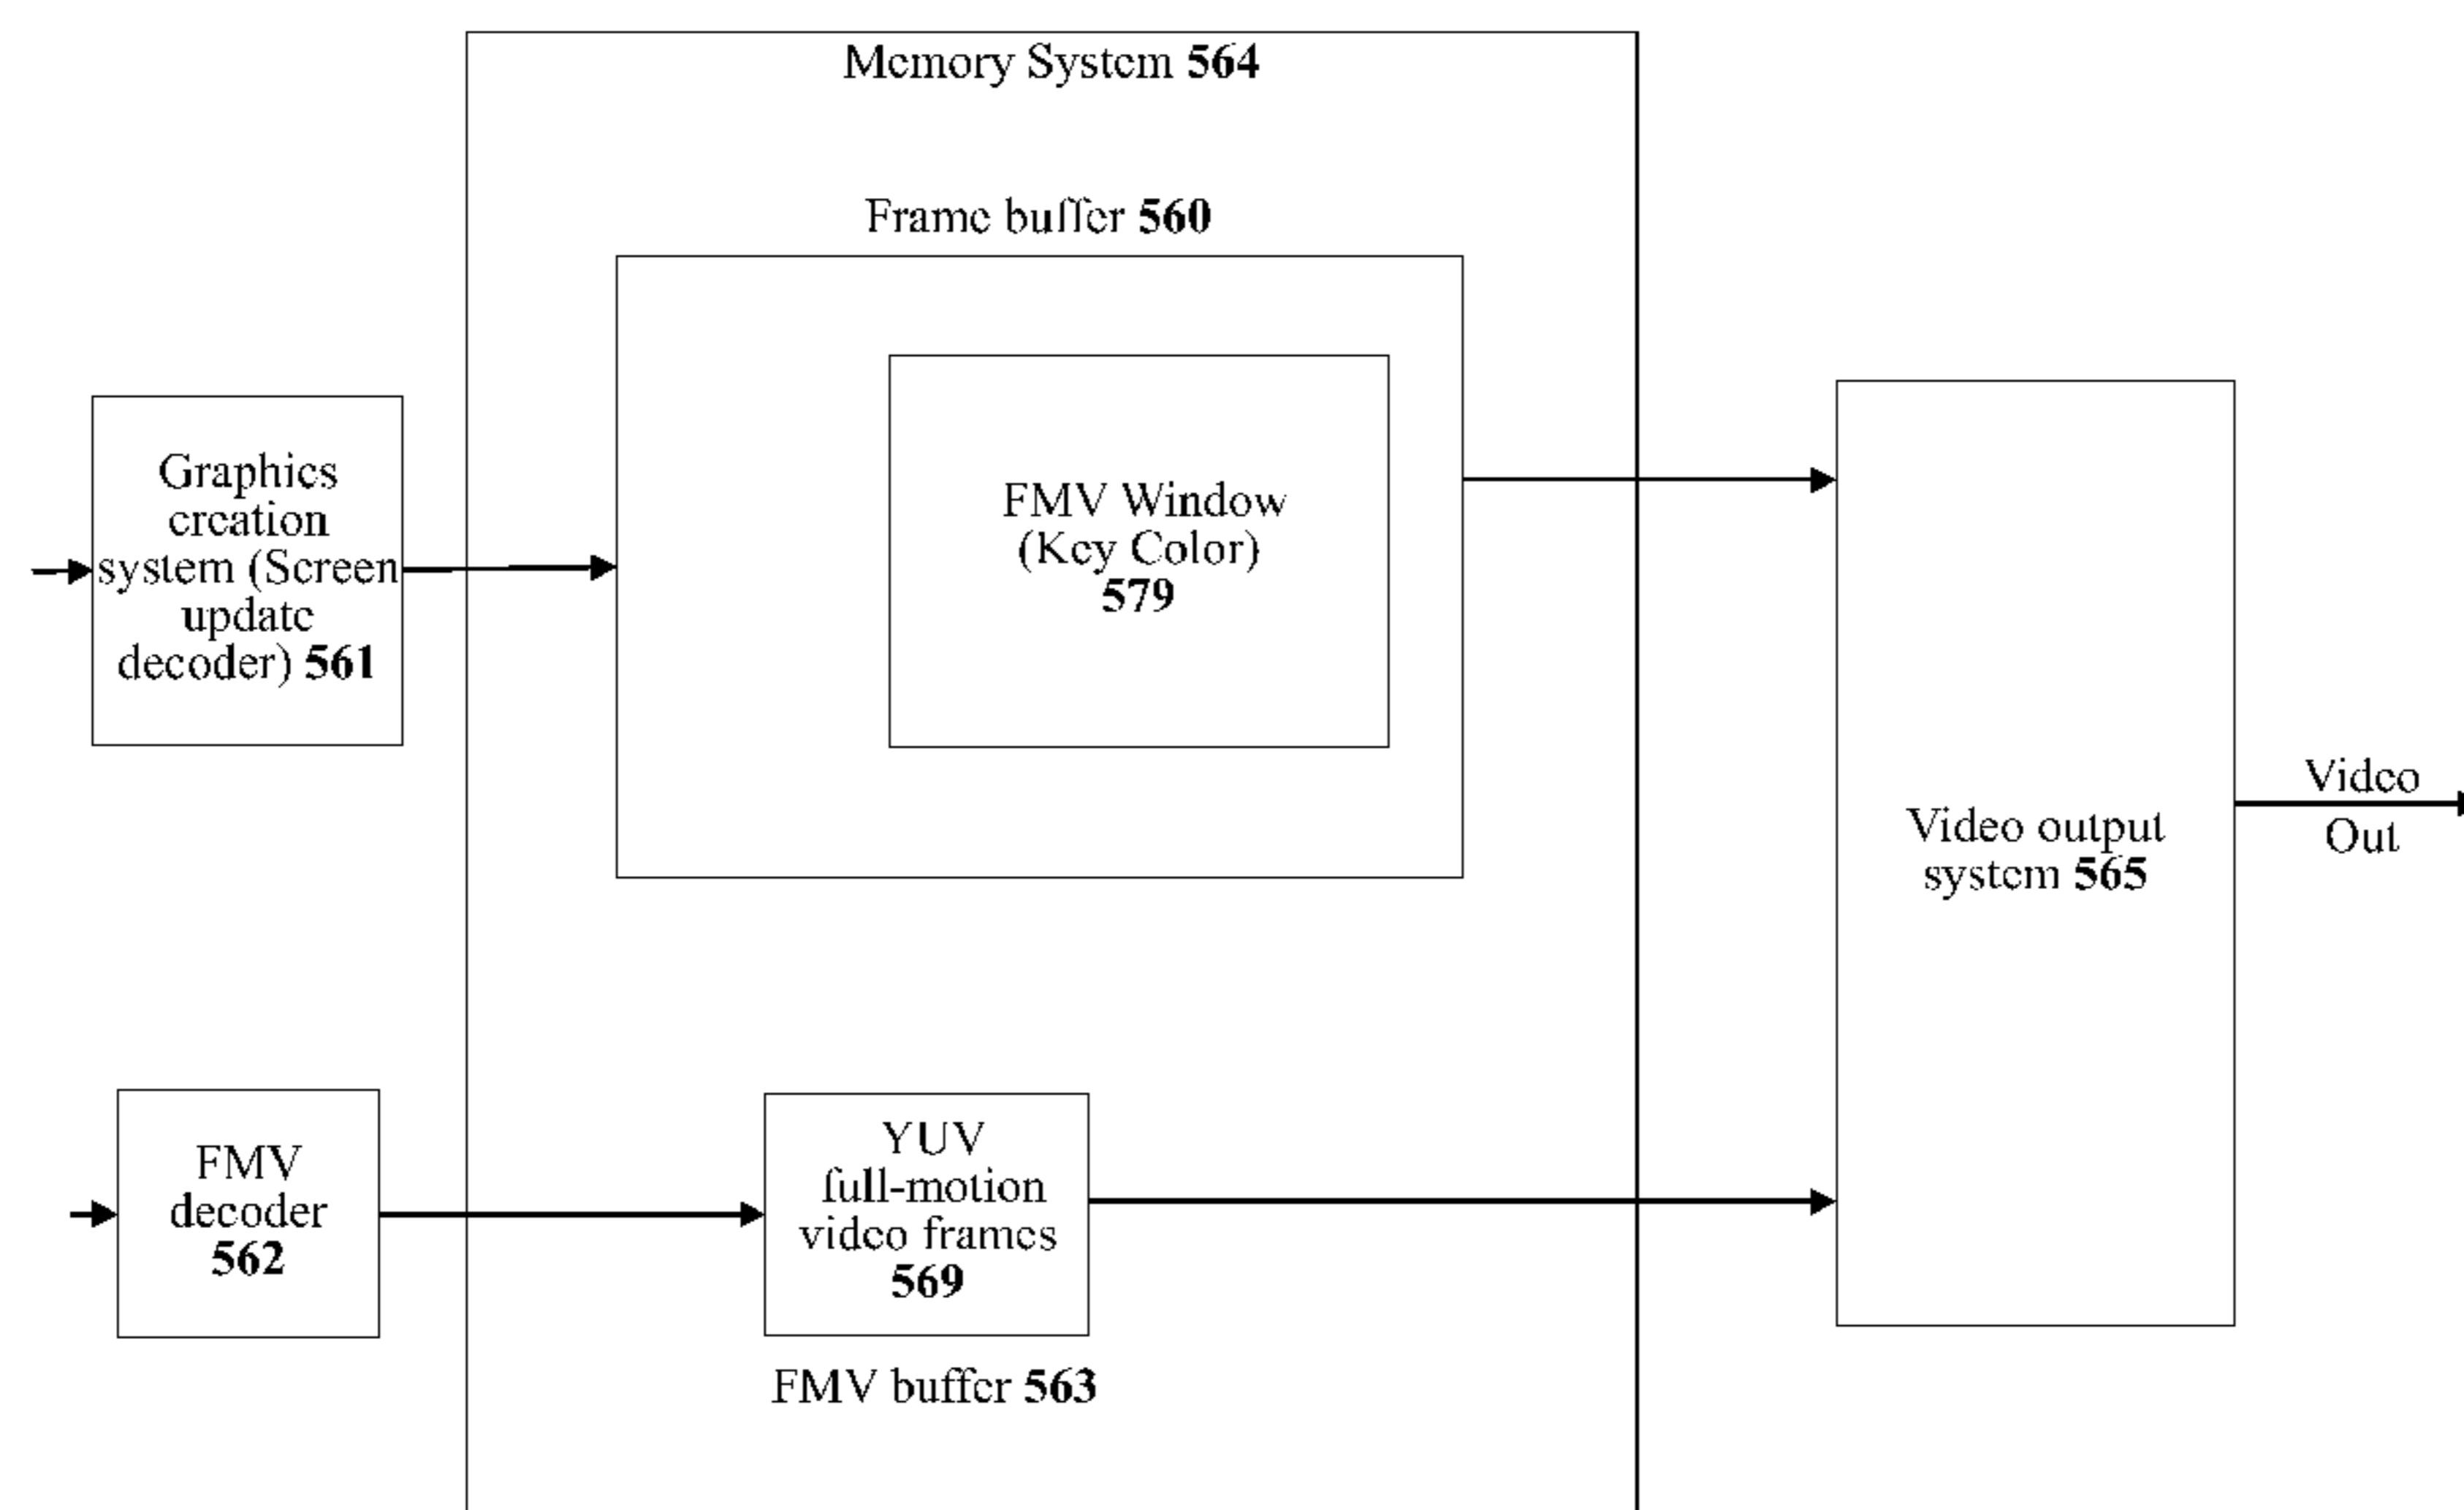 Memory System 564
Frame buffer 560
Graphics
creation
system (Screen
update
decoder) 561
FMV Window
(Key Color)
579
Video output
system 565
Video
Out
FMV
decoder
562
YUV
full-motion
video frames
569
FMV buffer 563